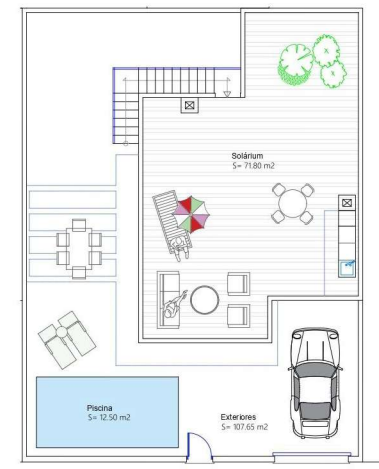 Solárium
S= 71.80 m2
Piscina
S= 12.50 m2
Exteriores
S= 107.65 m2